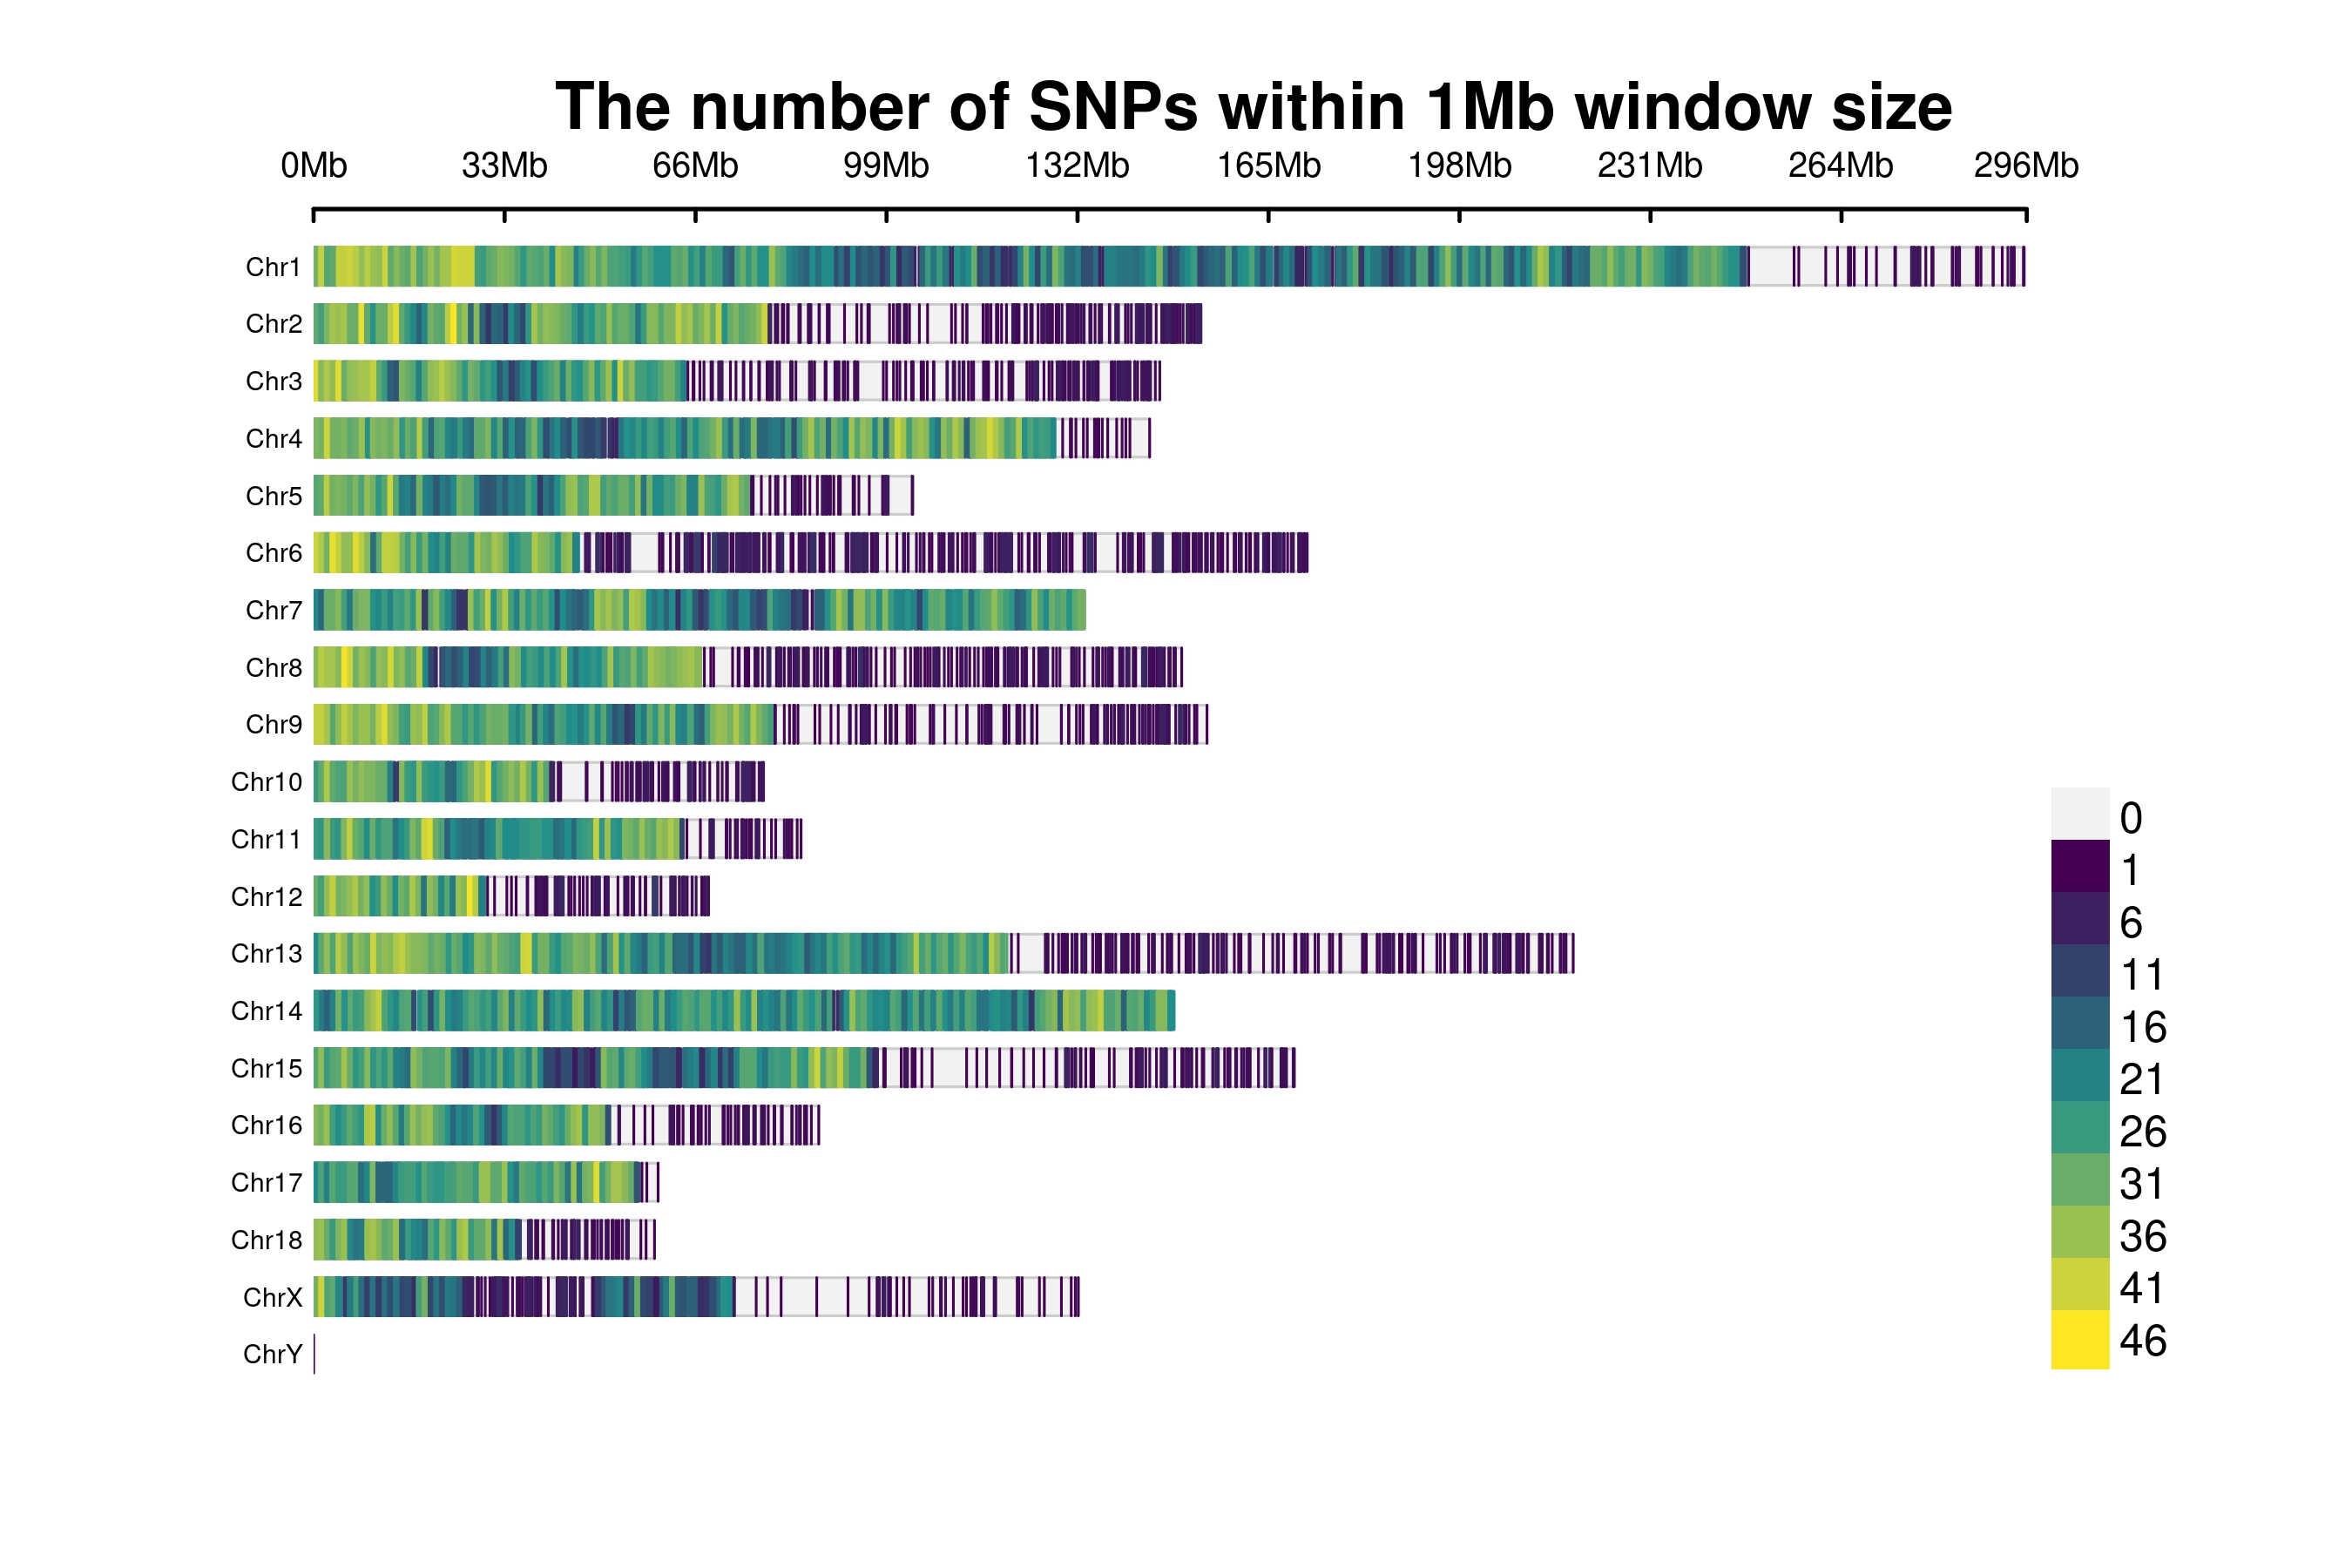 The number of SNPs within 1Mb window size
0Mb 33Mb 66Mb 99Mb 132Mb 165Mb 198Mb 231Mb 264Mb 296Mb
Chr1
Chr2
Chr3
Chr4
Chr5
Chr6
Chr7
Chr8
Chr9
Chr10
Chr11
Chr12
Chr13
Chr14
Chr15
Chr16
Chr17
Chr18
ChrX
ChrY
0
1
6
11
16
21
26
31
36
41
46